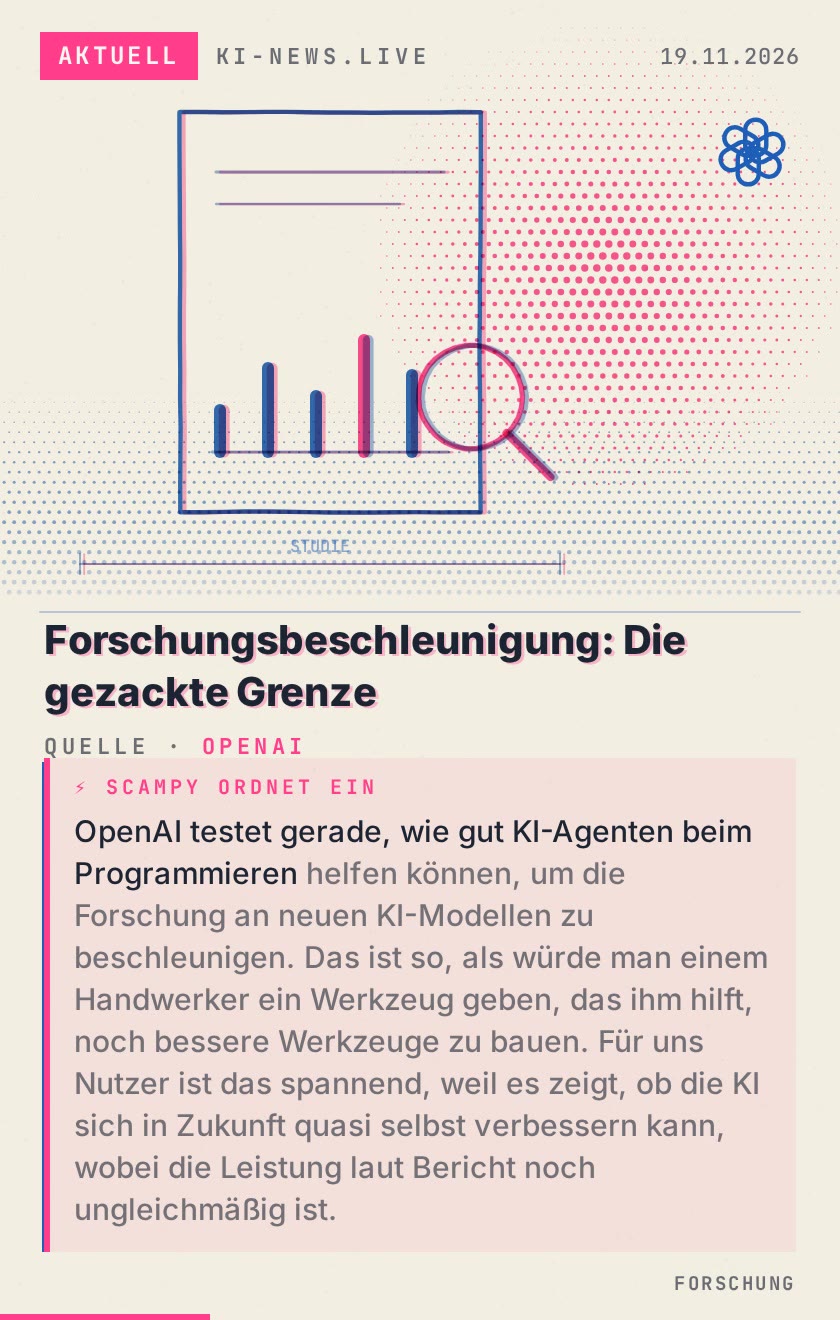 AKTUELL KI-NEWS.LIVE 19.11.2026
STUDIE
Forschungsbeschleunigung: Die
gezackte Grenze
QUELLE · OPENAI
⚡ SCAMPY ORDNET EIN
OpenAI testet gerade, wie gut KI-Agenten beim
Programmieren helfen können, um die
Forschung an neuen KI-Modellen zu
beschleunigen. Das ist so, als würde man einem
Handwerker ein Werkzeug geben, das ihm hilft,
noch bessere Werkzeuge zu bauen. Für uns
Nutzer ist das spannend, weil es zeigt, ob die KI
sich in Zukunft quasi selbst verbessern kann,
wobei die Leistung laut Bericht noch
ungleichmäßig ist.
FORSCHUNG